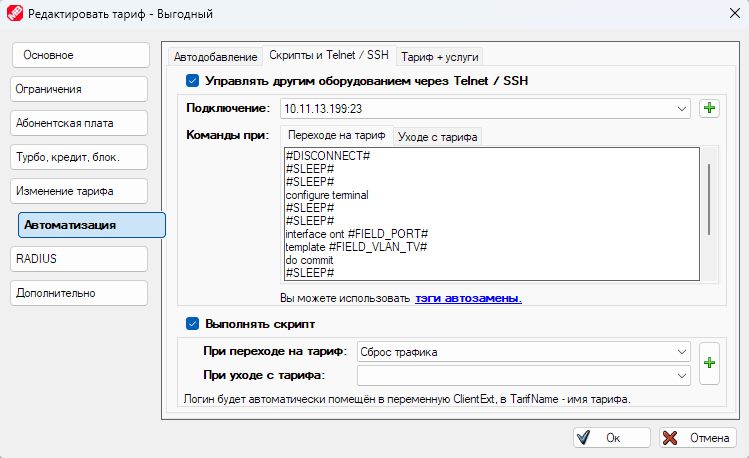 Редактировать тариф - Выгодный
Основное
Ограничения
Абонентская плата
Турбо, кредит, блок.
Изменение тарифа
Автоматизация
RADIUS
Дополнительно
Автодобавление
Скрипты и Telnet / SSH
Тариф + услуги
Управлять другим оборудованием через Telnet / SSH
Подключение:
10.11.13.199:23
Команды при:
Переходе на тариф
Уходе с тарифа
#DISCONNECT#
#SLEEP#
#SLEEP#
configure terminal
#SLEEP#
#SLEEP#
interface ont #FIELD_PORT#
template #FIELD_VLAN_TV#
do commit
#SLEEP#
Вы можете использовать тэги автозамены.
Выполнять скрипт
При переходе на тариф:
Сброс трафика
При уходе с тарифа:
Логин будет автоматически помещён в переменную ClientExt, в TarifName - имя тарифа.
Ок
Отмена